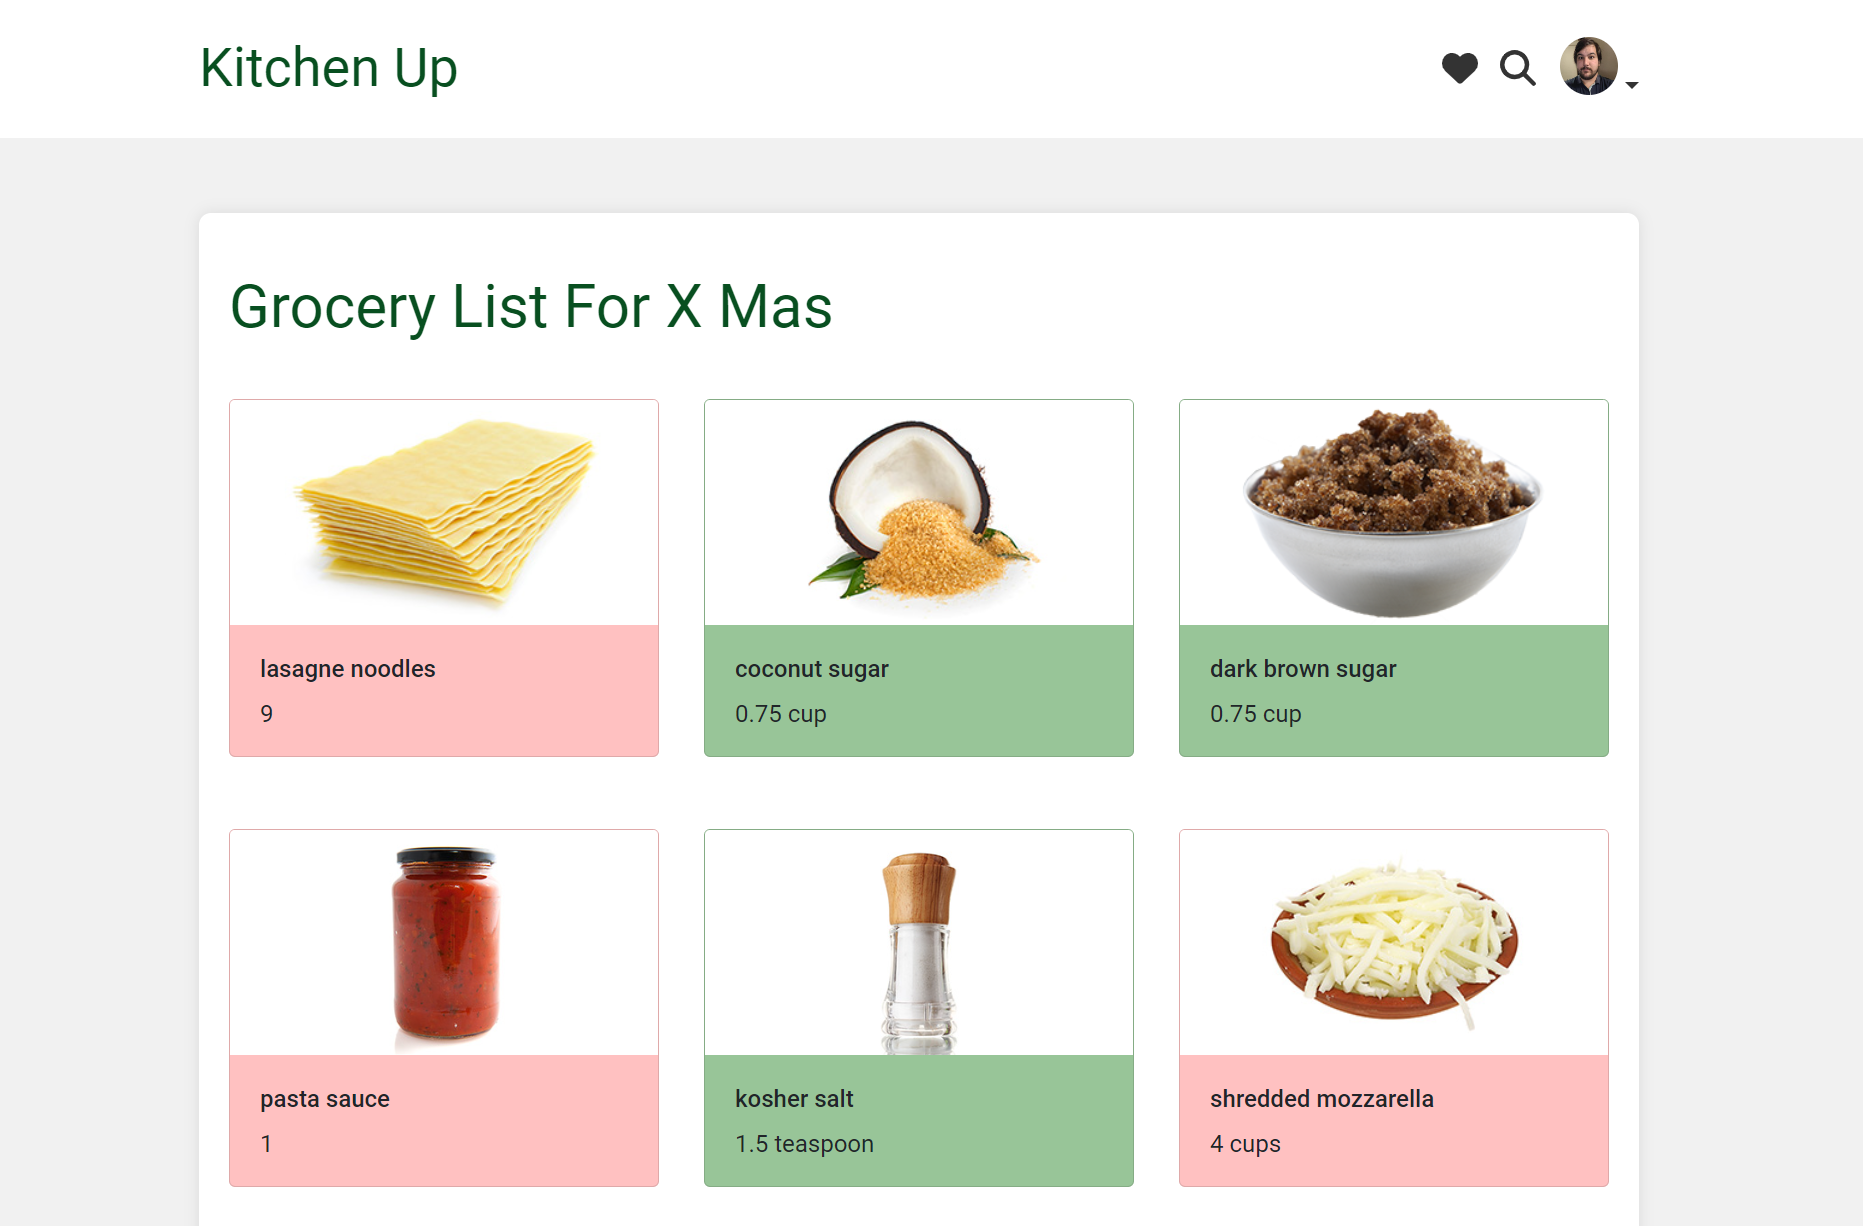 Kitchen Up
Grocery List For X Mas
lasagne noodles
9
coconut sugar
0.75 cup
dark brown sugar
0.75 cup
pasta sauce
1
kosher salt
1.5 teaspoon
shredded mozzarella
4 cups